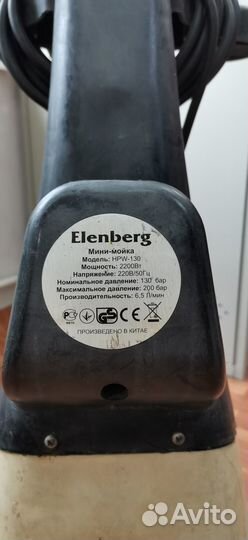 Elenberg
Мини-мойка
Модель: HPW-130
Мощность: 2200Вт
Напряжение: 220В/50Гц
Номинальное давление: 130 бар
Максимальное давление: 200 бар
Производительность: 6,5 Л/мин
ПРОИЗВЕДЕНО В КИТАЕ
Avito